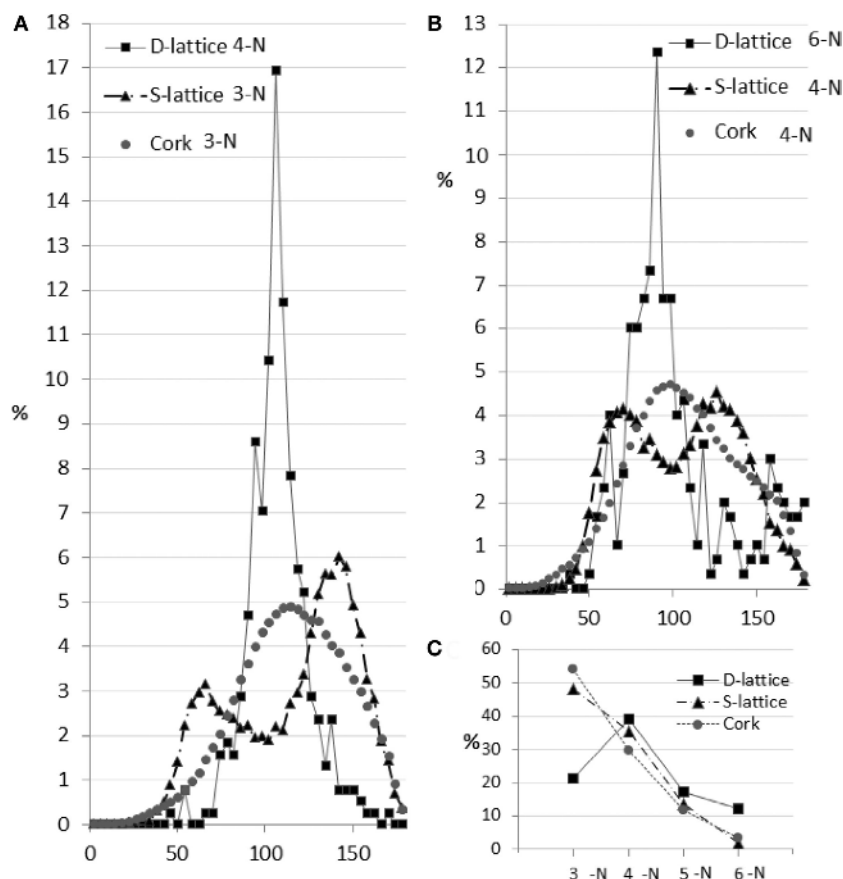 A
18
17
16
15
14
13
12
11
10
9
8
7
6
5
4
3
2
1
0
%
D-lattice 4-N
S-lattice 3-N
Cork 3-N
0 50 100 150
B
13
12
11
10
9
8
7
6
5
4
3
2
1
0
%
D-lattice 6-N
S-lattice 4-N
Cork 4-N
0 50 100 150
C
60
50
40
30
20
10
0
%
D-lattice
S-lattice
Cork
3 -N 4 -N 5 -N 6 -N